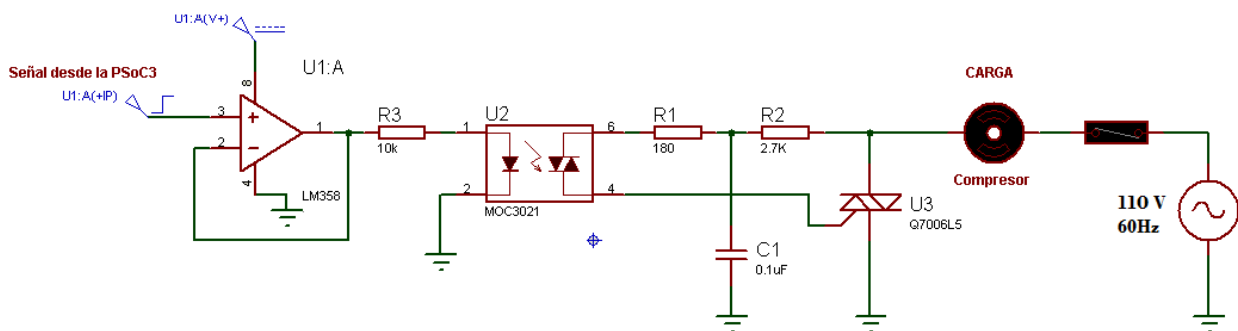 U1:A(V+)
Señal desde la PSoC3
U1:A(+IP)
U1:A
8
3
2
1
4
LM358
R3
10k
U2
1
2
6
4
MOC3021
R1
180
R2
2.7K
C1
0.1uF
U3
Q7006L5
CARGA
Compresor
110 V
60Hz